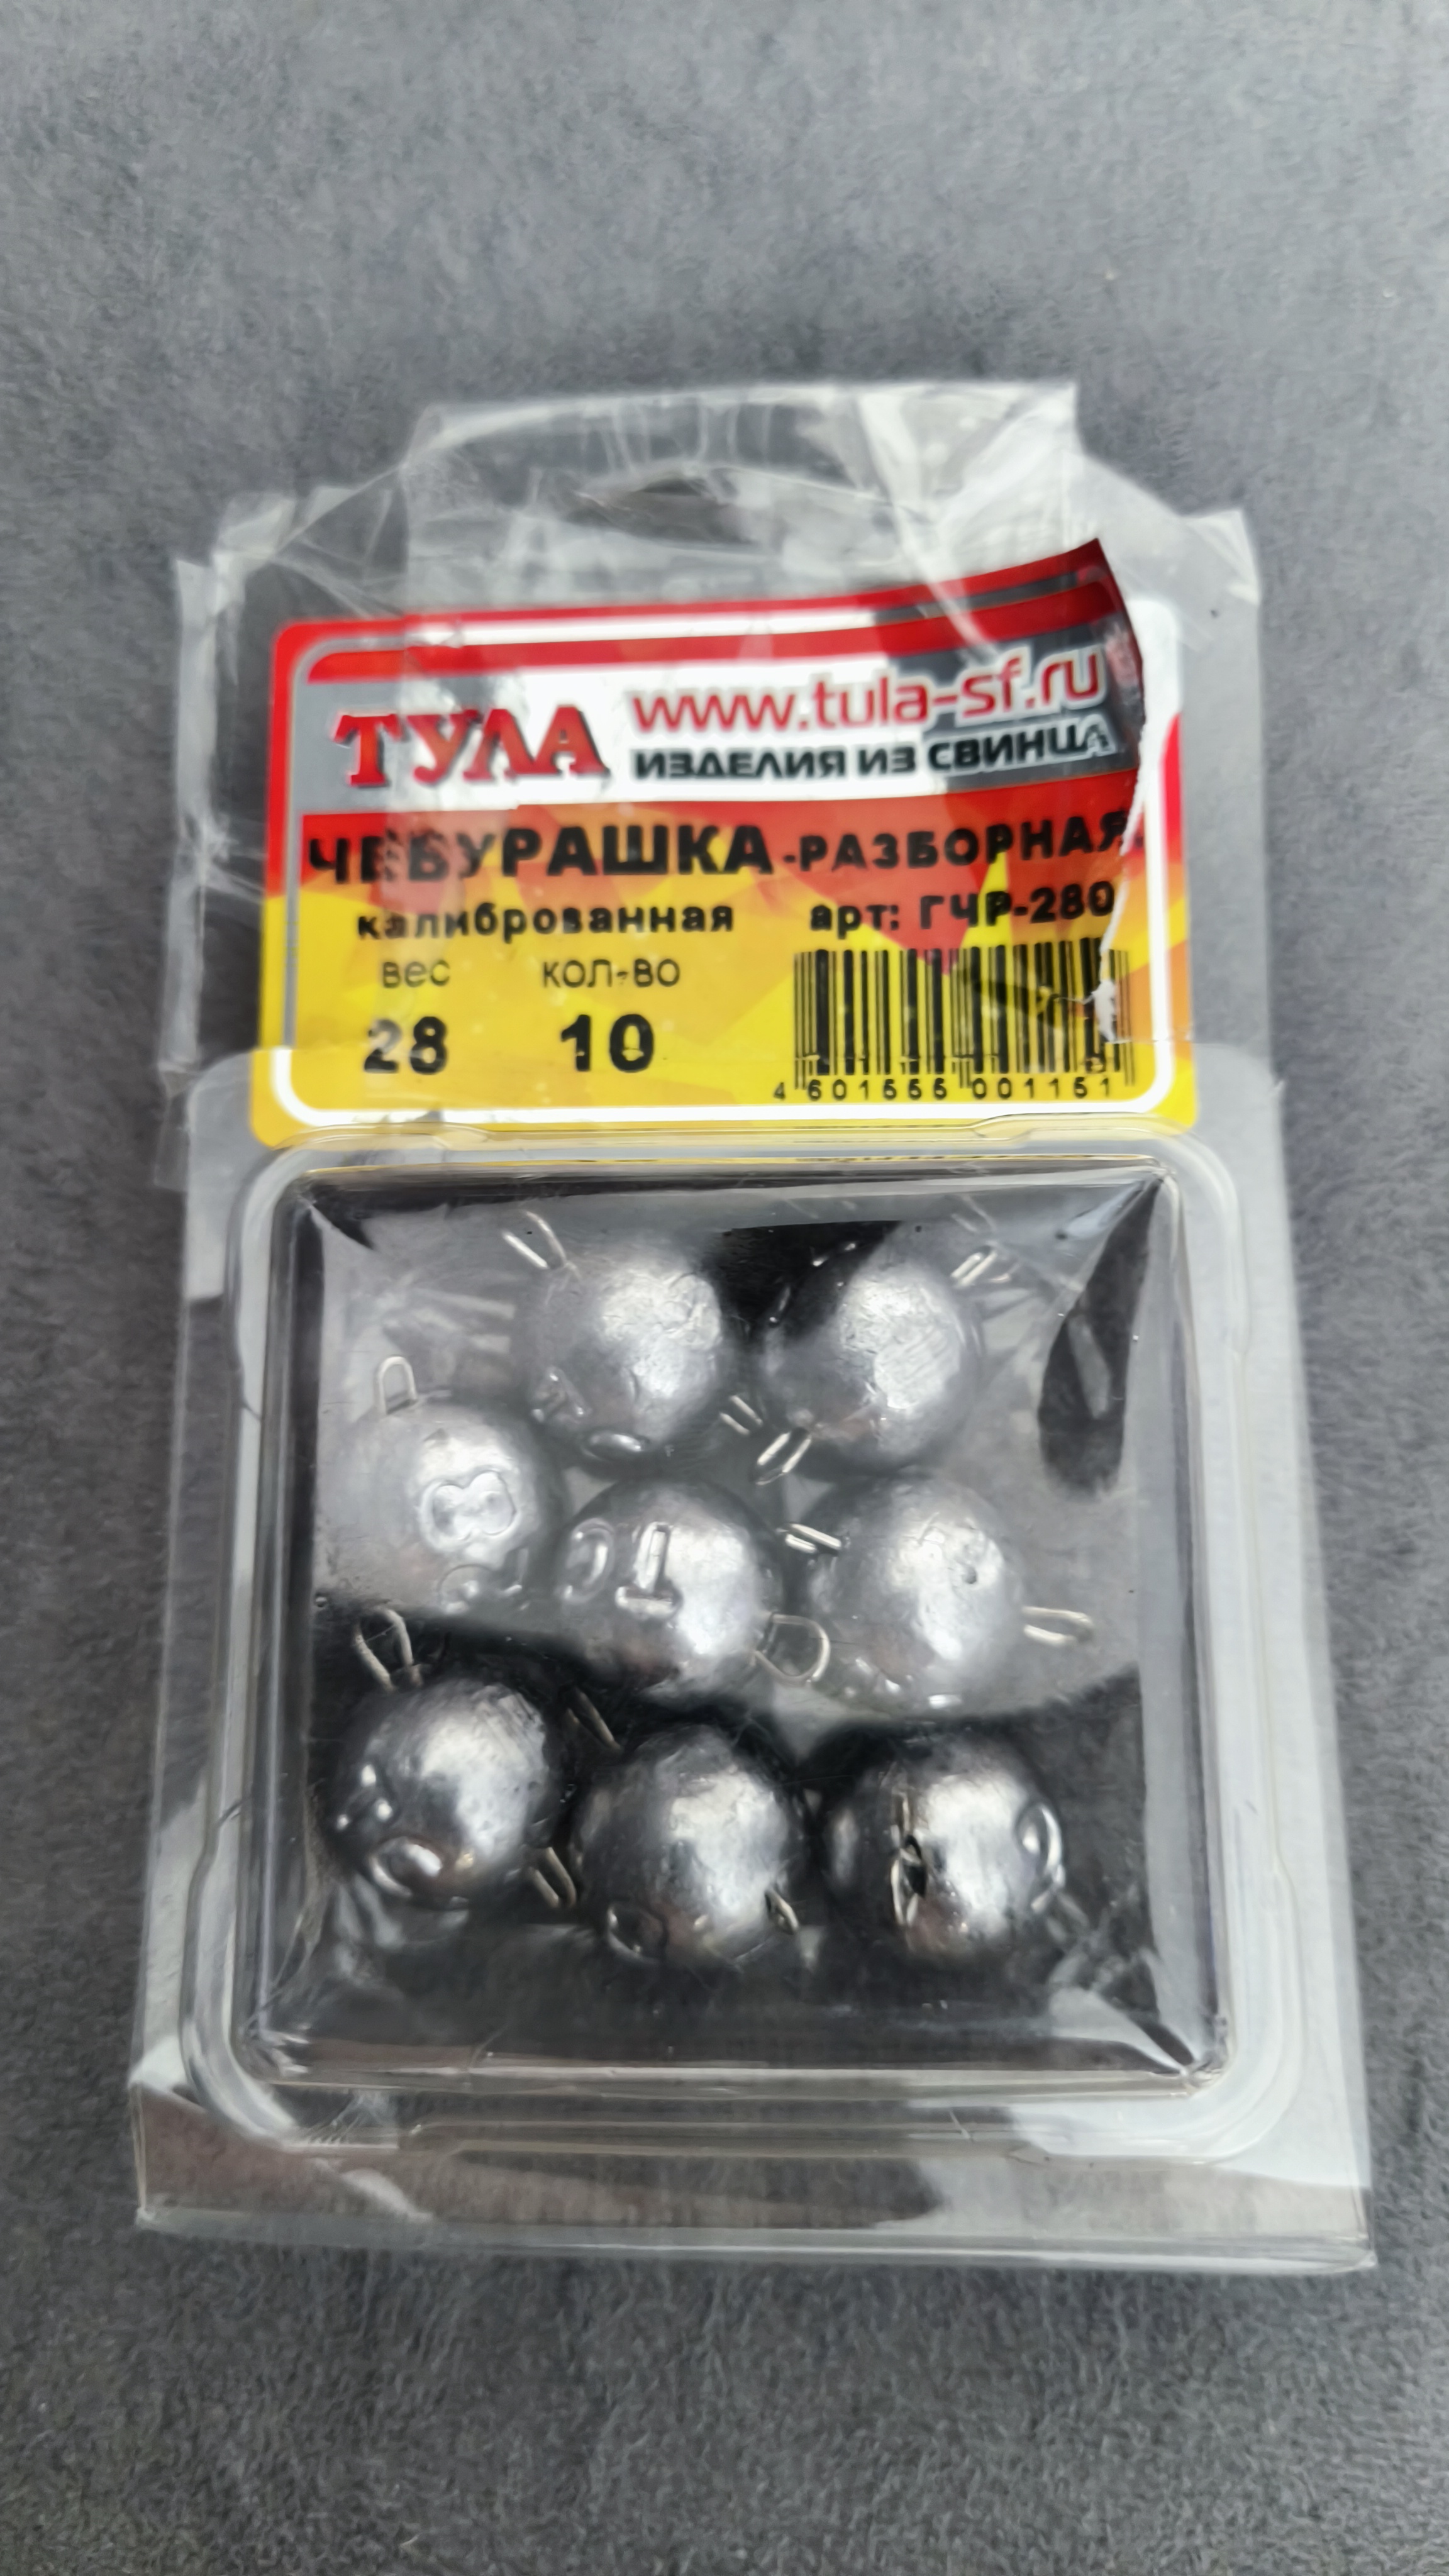 ТУЛА
www.tula-sf.ru
ИЗДЕЛИЯ ИЗ СВИНЦА
ЧЕБУРАШКА -РАЗБОРНАЯ-
калиброванная арт: ГЧР-280
вес кол-во
28 10
4 601555 001151